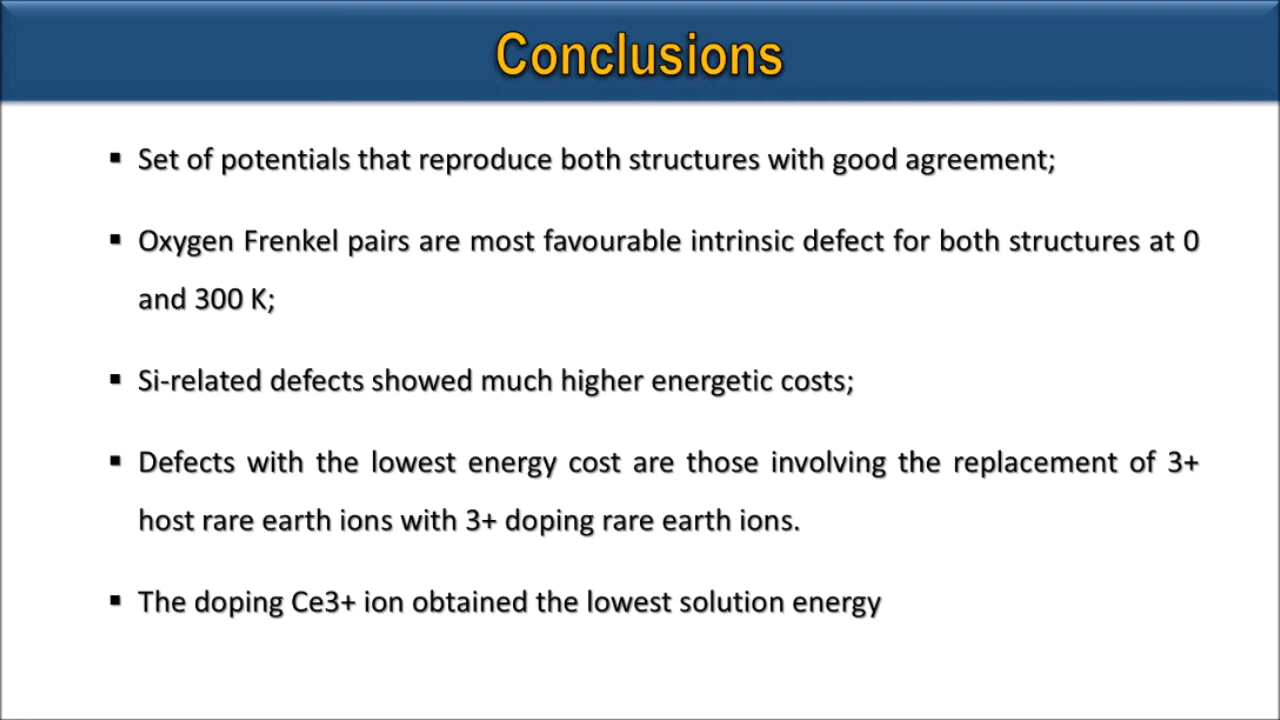 Conclusions
▪ Set of potentials that reproduce both structures with good agreement;
▪ Oxygen Frenkel pairs are most favourable intrinsic defect for both structures at 0
and 300 K;
▪ Si-related defects showed much higher energetic costs;
▪ Defects with the lowest energy cost are those involving the replacement of 3+
host rare earth ions with 3+ doping rare earth ions.
▪ The doping Ce3+ ion obtained the lowest solution energy